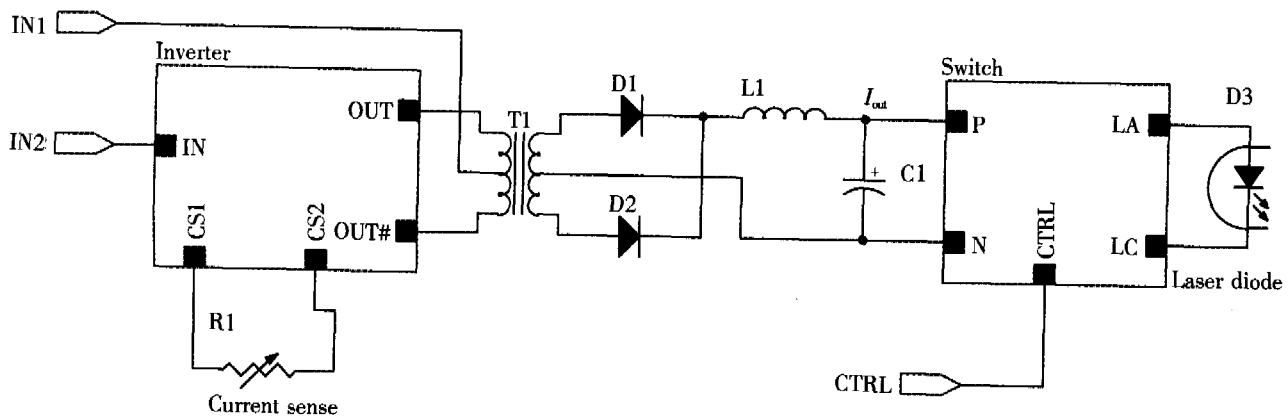 IN1
Inverter
OUT
IN2
IN
CS1
CS2
OUT#
R1
Current sense
T1
D1
D2
L1
Iout
+
C1
Switch
P
N
LA
LC
CTRL
D3
Laser diode
CTRL